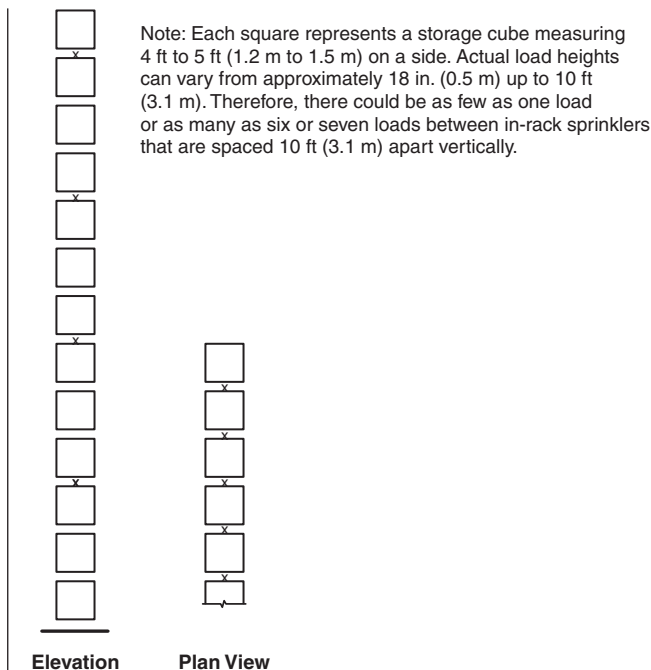 Note: Each square represents a storage cube measuring
4 ft to 5 ft (1.2 m to 1.5 m) on a side. Actual load heights
can vary from approximately 18 in. (0.5 m) up to 10 ft
(3.1 m). Therefore, there could be as few as one load
or as many as six or seven loads between in-rack sprinklers
that are spaced 10 ft (3.1 m) apart vertically.
x
x
x
x
x
x
x
x
x
Elevation Plan View